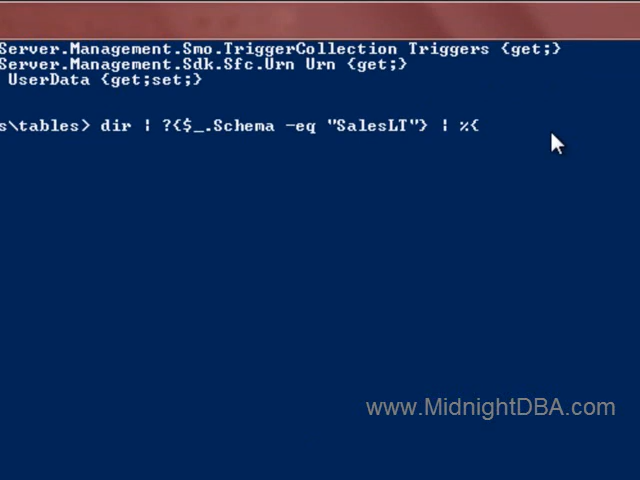 Server.Management.Smo.TriggerCollection Triggers {get;}
Server.Management.Sdk.Sfc.Urn Urn {get;}
UserData {get;set;}
s\tables> dir | ?{$_.Schema -eq "SalesLT"} | %{
www.MidnightDBA.com